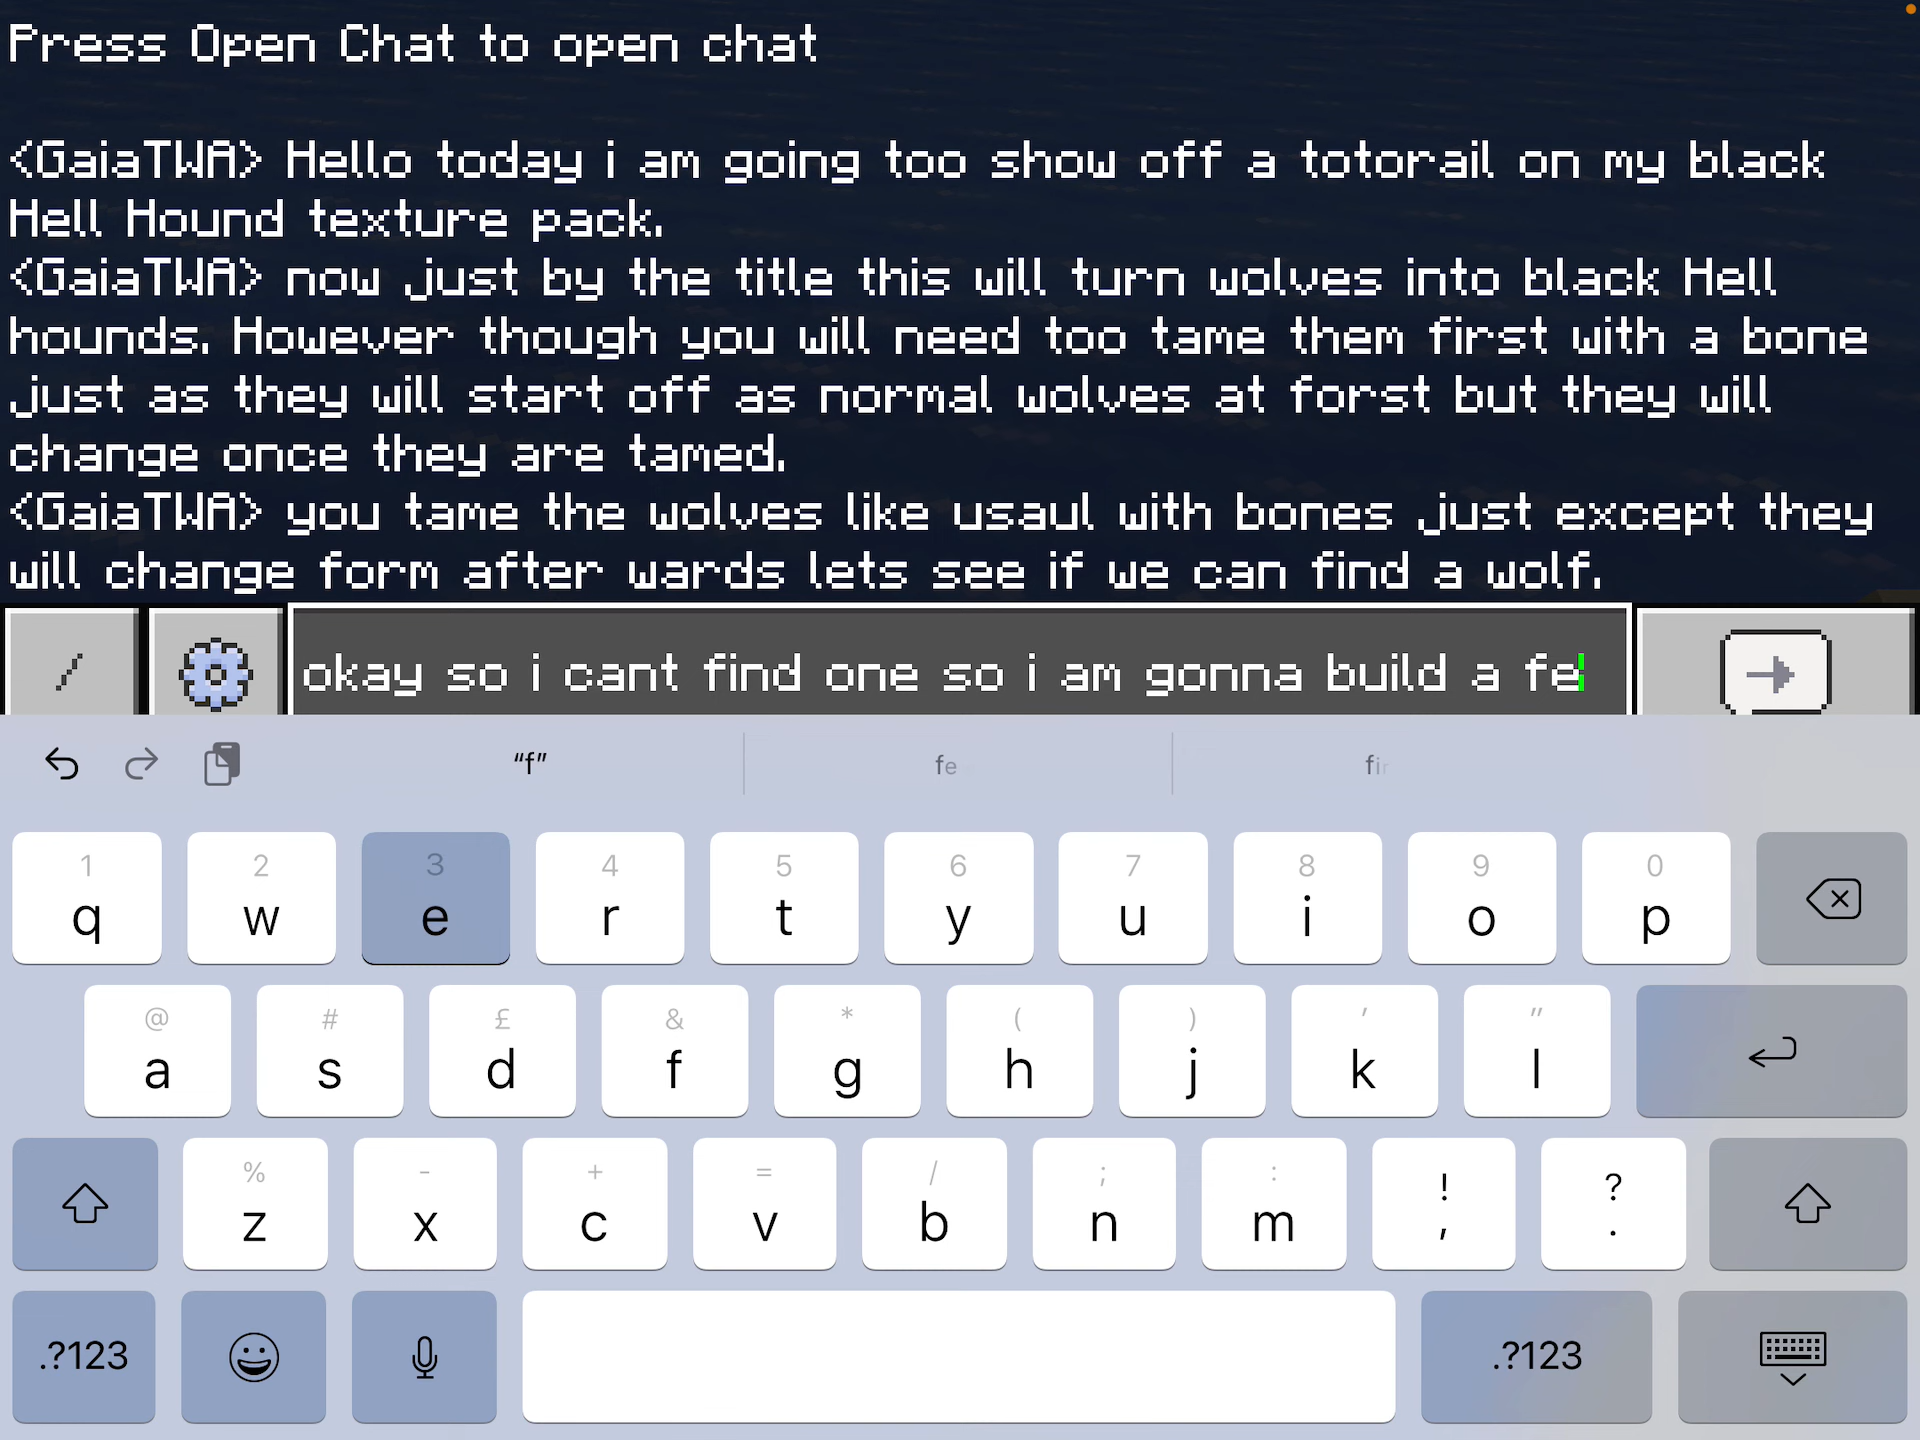 Press Open Chat to open chat
<GaiaTWA> Hello today i am going too show off a totorail on my black
Hell Hound texture pack.
<GaiaTWA> now just by the title this will turn wolves into black Hell
hounds. However though you will need too tame them first with a bone
just as they will start off as normal wolves at forst but they will
change once they are tamed.
<GaiaTWA> you tame the wolves like usaul with bones just except they
will change form after wards lets see if we can find a wolf.
/
okay so i cant find one so i am gonna build a fe
“f” fe fir
1 2 3 4 5 6 7 8 9 0
q w e r t y u i o p
@ # £ & * ( ) ' "
a s d f g h j k l
% - + = / ; : ! ?
z x c v b n m , .
.?123 .?123